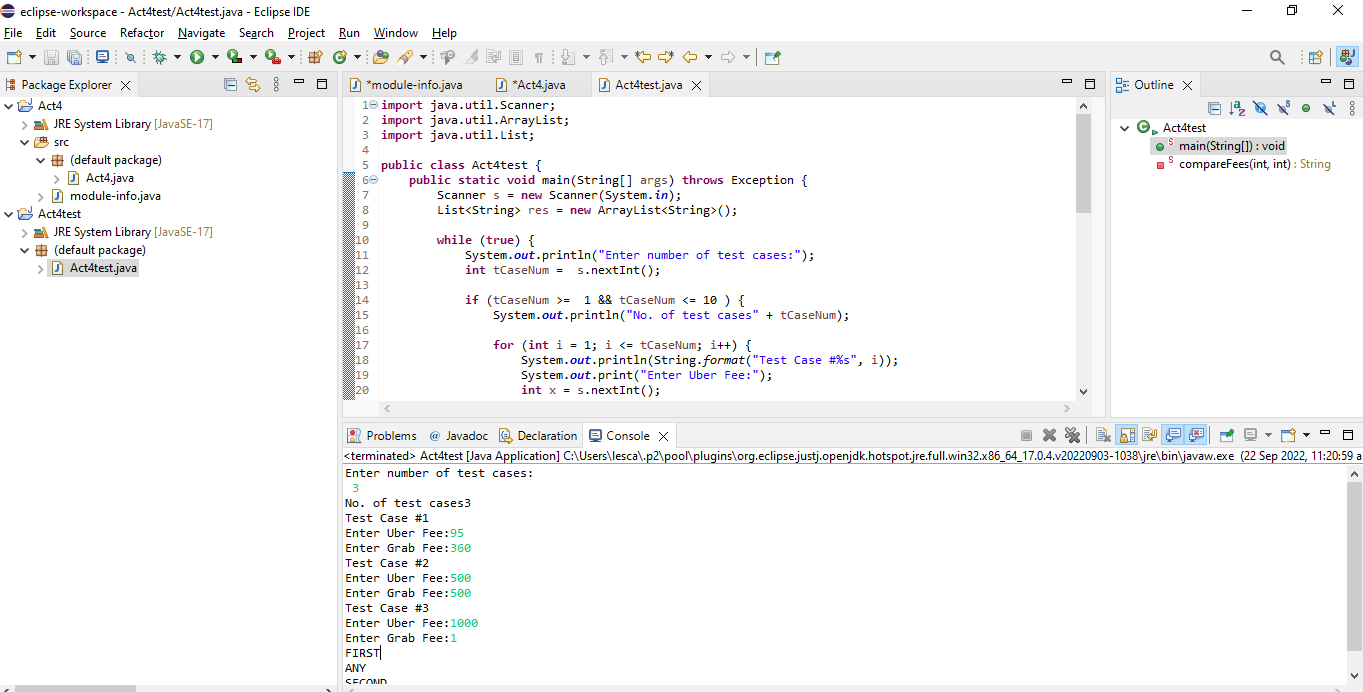 eclipse-workspace - Act4test/Act4test.java - Eclipse IDE
File Edit Source Refactor Navigate Search Project Run Window Help
Package Explorer
Act4
JRE System Library [JavaSE-17]
src
(default package)
Act4.java
module-info.java
Act4test
JRE System Library [JavaSE-17]
(default package)
Act4test.java
*module-info.java *Act4.java Act4test.java
1 import java.util.Scanner;
2 import java.util.ArrayList;
3 import java.util.List;
4
5 public class Act4test {
6 public static void main(String[] args) throws Exception {
7 Scanner s = new Scanner(System.in);
8 List<String> res = new ArrayList<String>();
9
10 while (true) {
11 System.out.println("Enter number of test cases:");
12 int tCaseNum =  s.nextInt();
13
14 if (tCaseNum >=  1 && tCaseNum <= 10 ) {
15 System.out.println("No. of test cases" + tCaseNum);
16
17 for (int i = 1; i <= tCaseNum; i++) {
18 System.out.println(String.format("Test Case #%s", i));
19 System.out.print("Enter Uber Fee:");
20 int x = s.nextInt();
Outline
Act4test
main(String[]) : void
compareFees(int, int) : String
Problems @ Javadoc Declaration Console
<terminated> Act4test [Java Application] C:\Users\lesca\.p2\pool\plugins\org.eclipse.justj.openjdk.hotspot.jre.full.win32.x86_64_17.0.4.v20220903-1038\jre\bin\javaw.exe (22 Sep 2022, 11:20:59 a
Enter number of test cases:
3
No. of test cases3
Test Case #1
Enter Uber Fee:95
Enter Grab Fee:360
Test Case #2
Enter Uber Fee:500
Enter Grab Fee:500
Test Case #3
Enter Uber Fee:1000
Enter Grab Fee:1
FIRST
ANY
SECOND